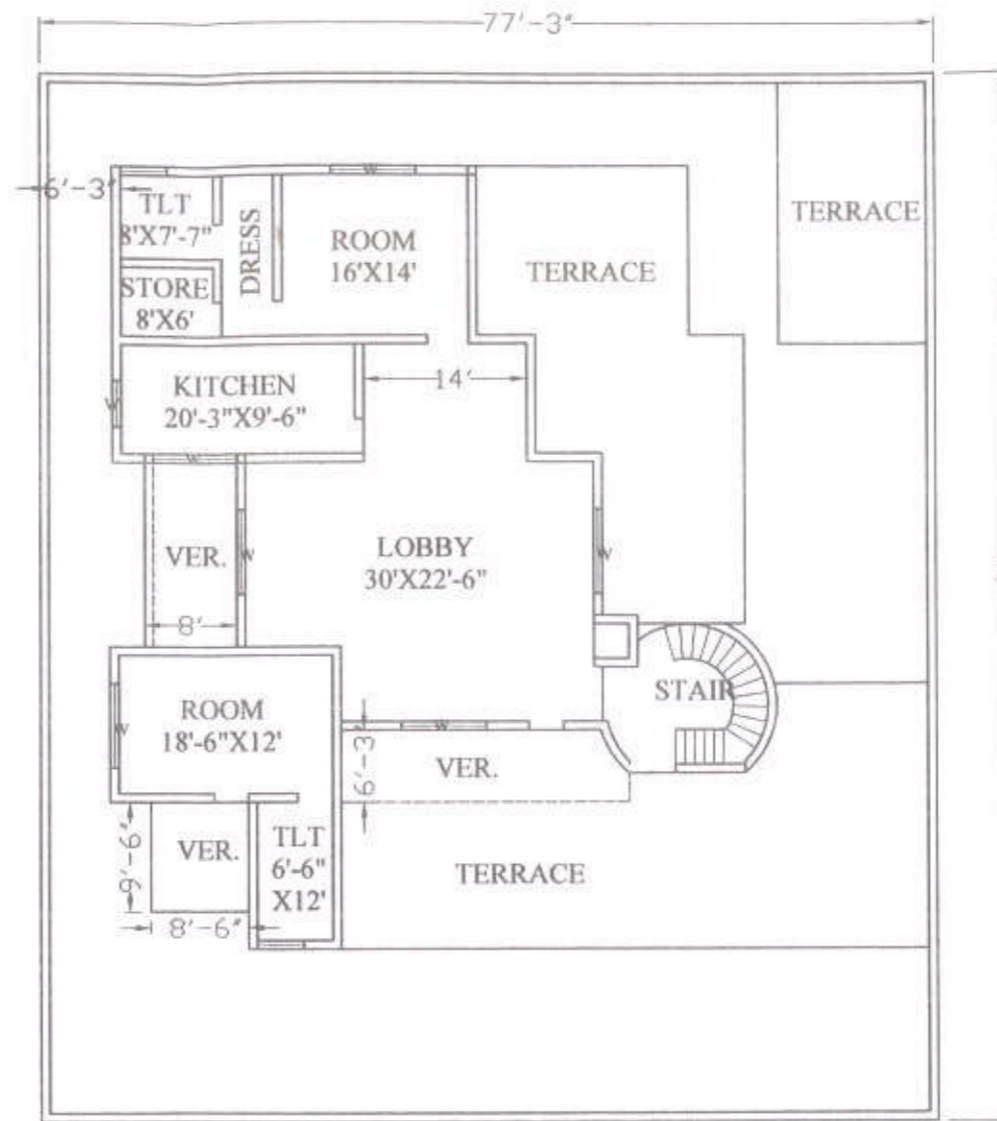 77'-3"
6'-3"
TLT
8'X7'-7"
DRESS
ROOM
16'X14'
W
TERRACE
TERRACE
STORE
8'X6'
KITCHEN
20'-3"X9'-6"
14'
W
W
VER.
8'
W
LOBBY
30'X22'-6"
W
STAIR
ROOM
18'-6"X12'
W
W
6'-3"
VER.
9'-6"
VER.
8'-6"
TLT
6'-6"
X12'
TERRACE